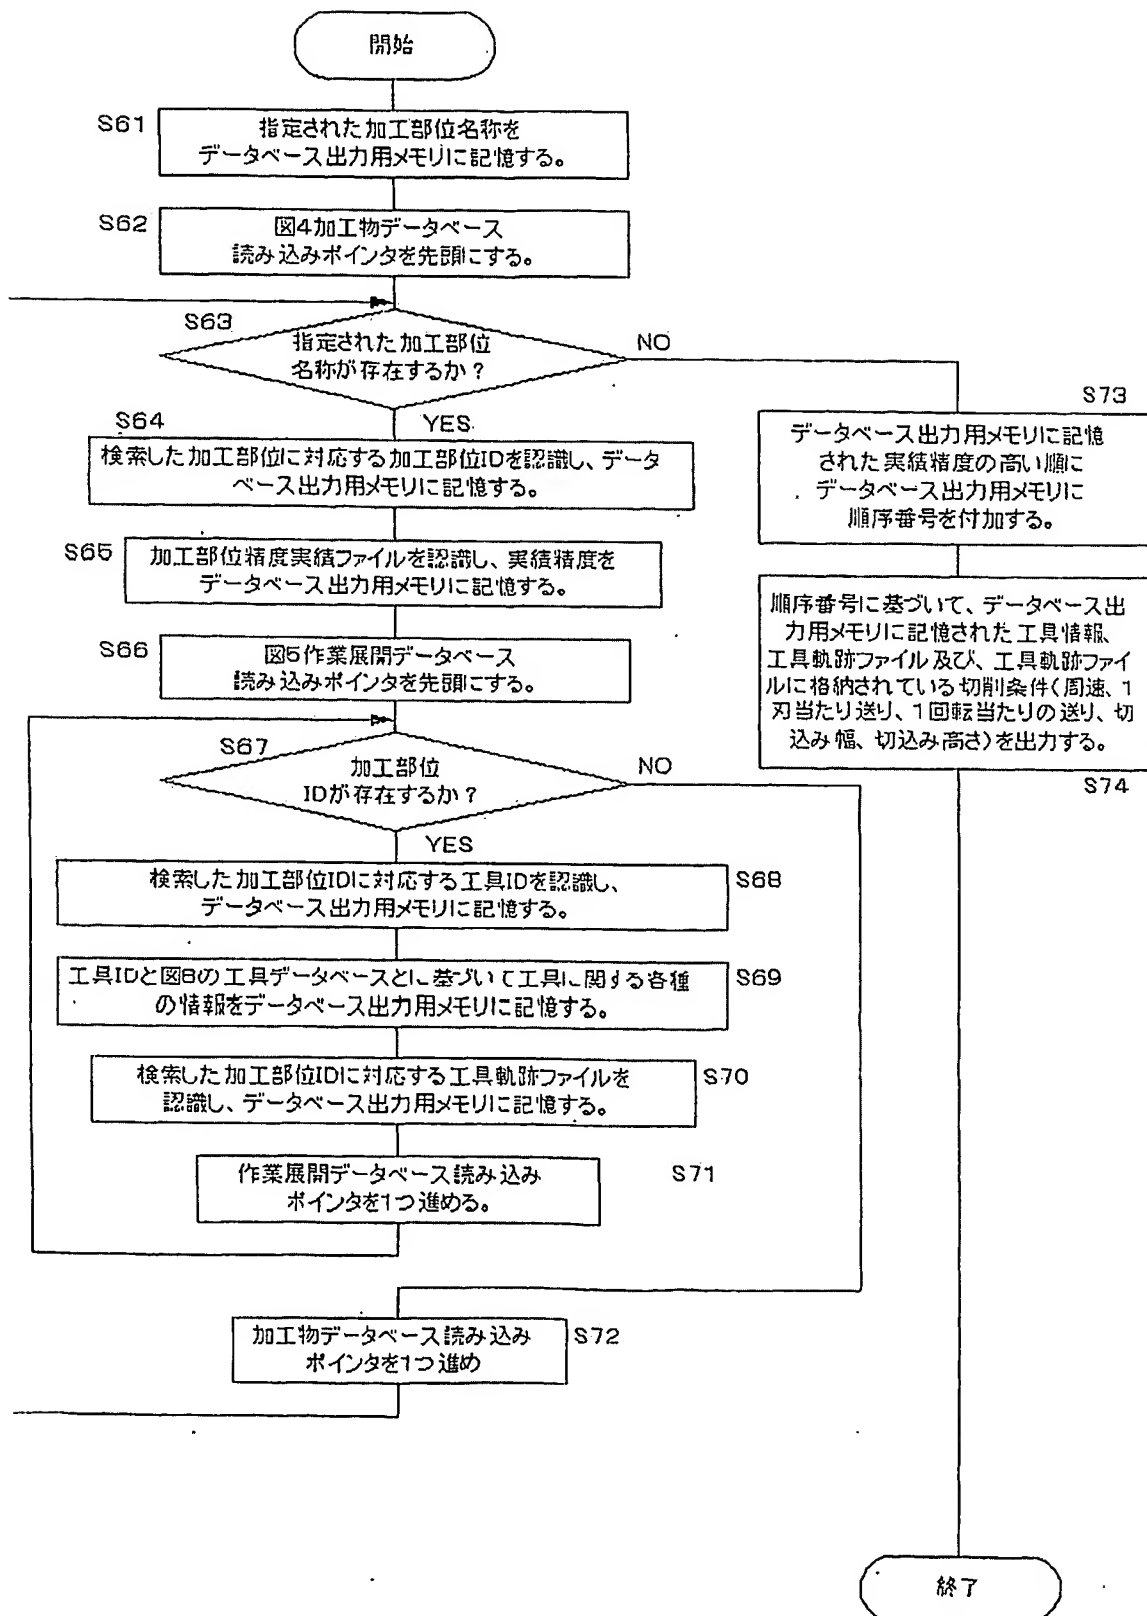 開始
S61
指定された加工部位名称を
データベース出力用メモリに記憶する。
S62
図4加工物データベース
読み込みポインタを先頭にする。
S63
指定された加工部位
名称が存在するか?
NO
YES
S64
検索した加工部位に対応する加工部位IDを認識し、データ
ベース出力用メモリに記憶する。
S65
加工部位精度実績ファイルを認識し、実績精度を
データベース出力用メモリに記憶する。
S66
図5作業展開データベース
読み込みポインタを先頭にする。
S67
加工部位
IDが存在するか?
NO
YES
S68
検索した加工部位IDに対応する工具IDを認識し、
データベース出力用メモリに記憶する。
S69
工具IDと図6の工具データベースとに基づいて工具に関する各種
の情報をデータベース出力用メモリに記憶する。
S70
検索した加工部位IDに対応する工具軌跡ファイルを
認識し、データベース出力用メモリに記憶する。
S71
作業展開データベース読み込み
ポインタを1つ進める。
S72
加工物データベース読み込み
ポインタを1つ進め
S73
データベース出力用メモリに記憶
された実績精度の高い順に
データベース出力用メモリに
順序番号を付加する。
順序番号に基づいて、データベース出
力用メモリに記憶された工具情報、
工具軌跡ファイル及び、工具軌跡ファイ
ルに格納されている切削条件(周速、1
刃当たり送り、1回転当たりの送り、切
込み幅、切込み高さ)を出力する。
S74
終了